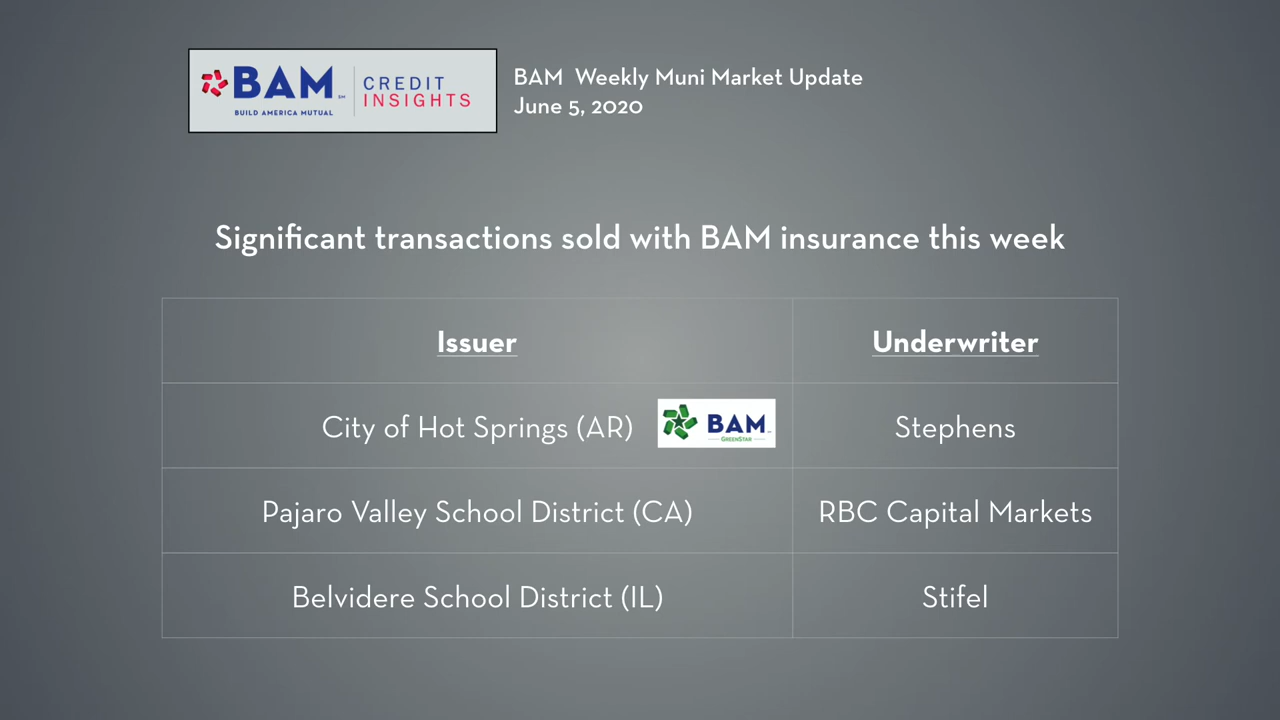 BAM SM
BUILD AMERICA MUTUAL
CREDIT
INSIGHTS
BAM Weekly Muni Market Update
June 5, 2020
Significant transactions sold with BAM insurance this week
Issuer
Underwriter
City of Hot Springs (AR)
BAM
GREENSTAR
Stephens
Pajaro Valley School District (CA)
RBC Capital Markets
Belvidere School District (IL)
Stifel